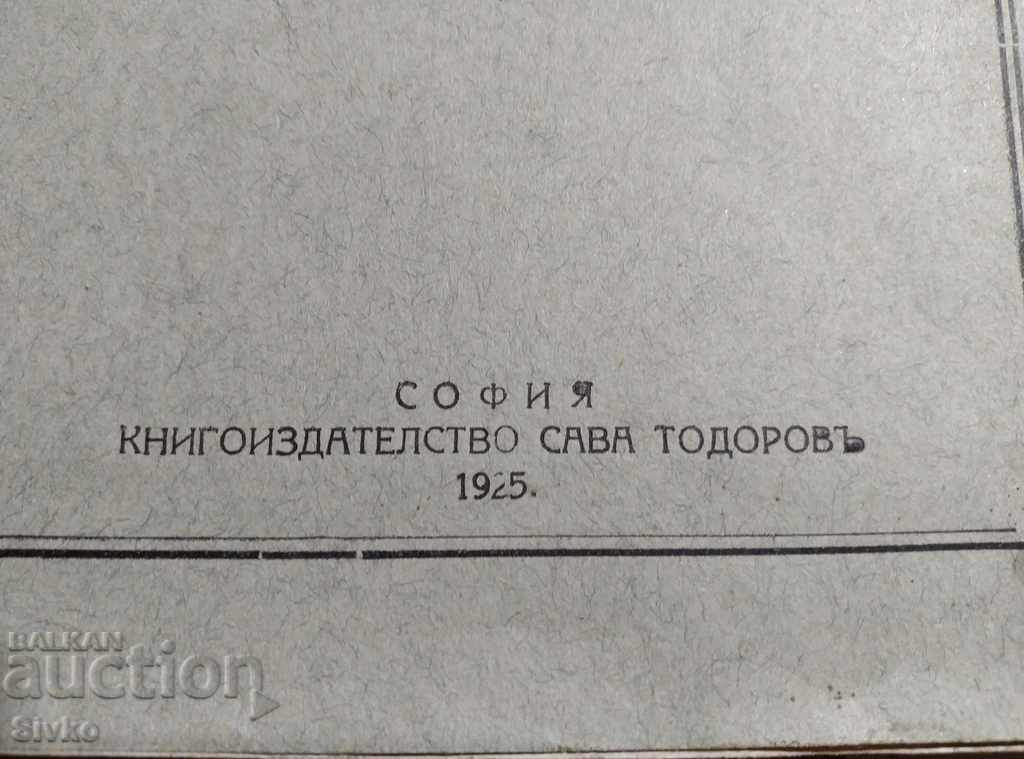 СОФИЯ
КНИГОИЗДАТЕЛСТВО САВА ТОДОРОВЪ
1925.
BALKAN
auction
Sivko